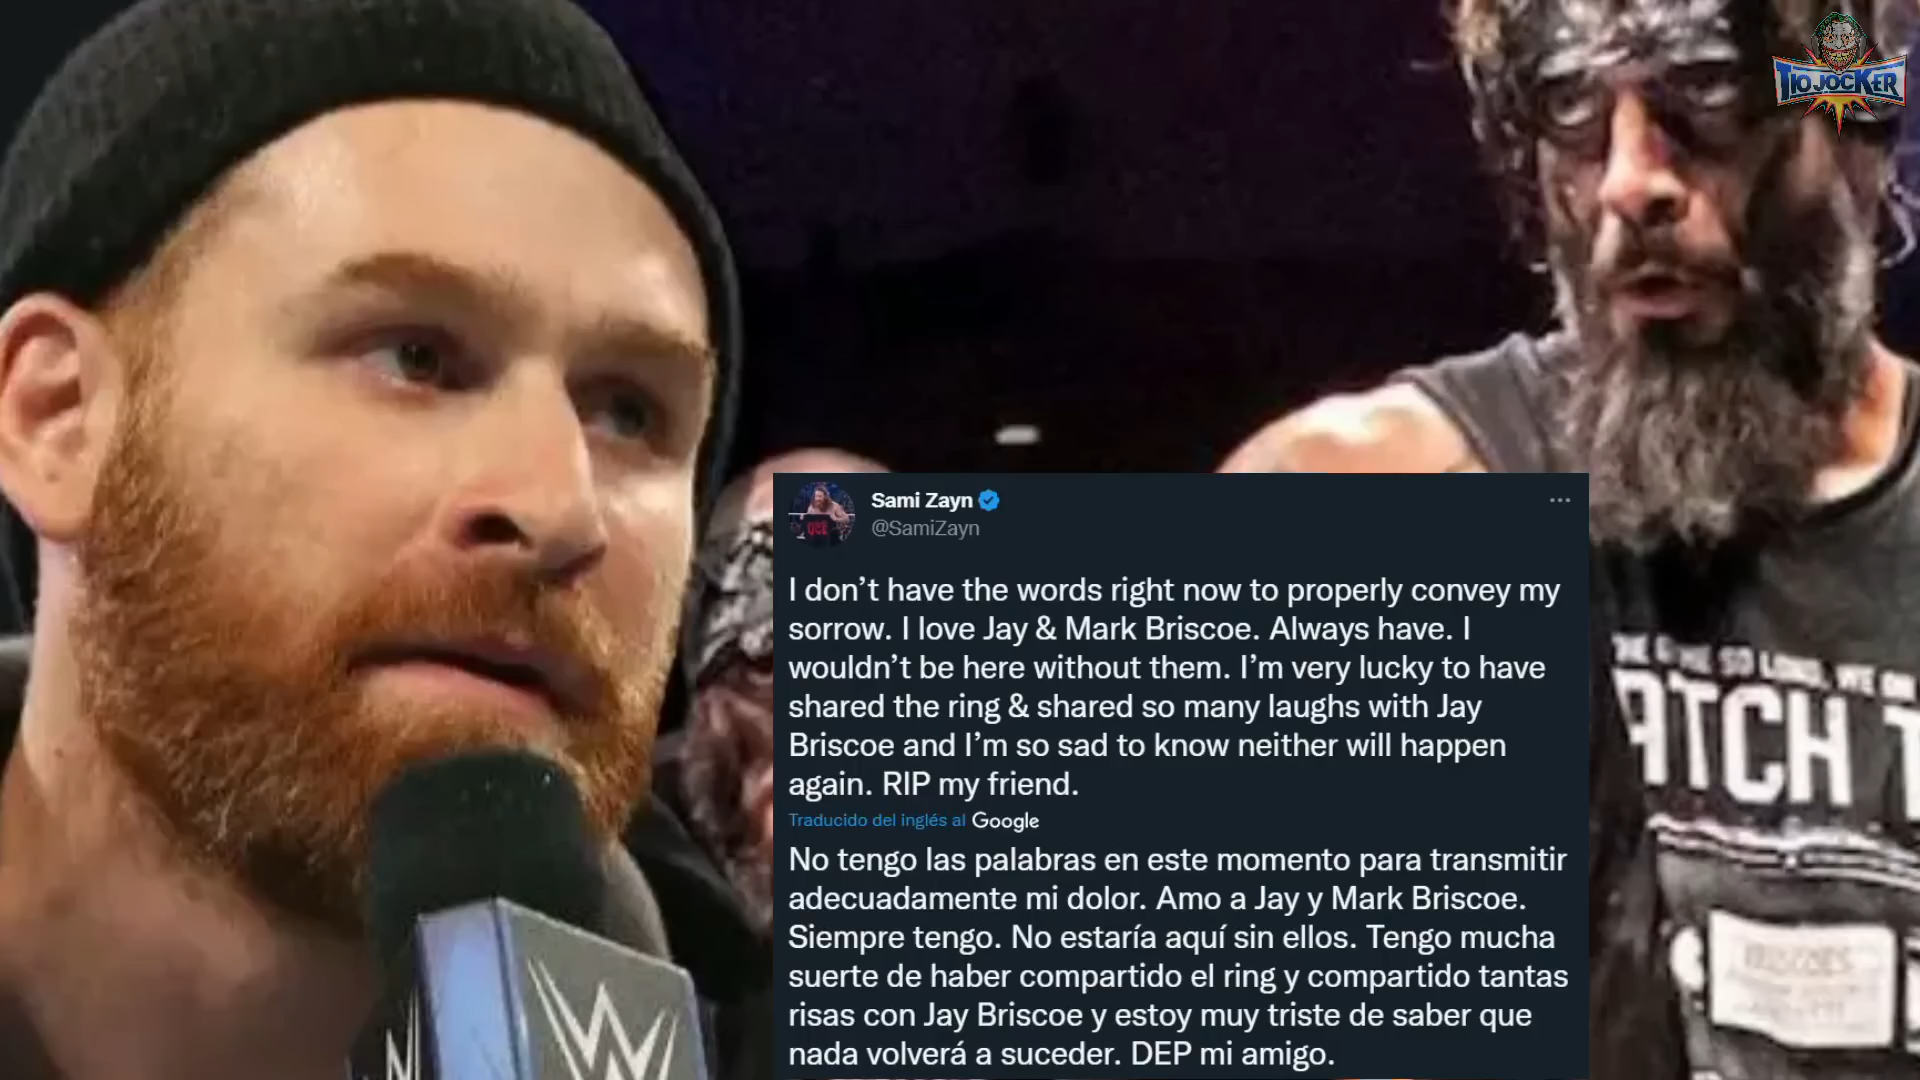 TIO JOCKER
Sami Zayn
@SamiZayn
I don’t have the words right now to properly convey my
sorrow. I love Jay & Mark Briscoe. Always have. I
wouldn’t be here without them. I’m very lucky to have
shared the ring & shared so many laughs with Jay
Briscoe and I’m so sad to know neither will happen
again. RIP my friend.
Traducido del inglés al Google
No tengo las palabras en este momento para transmitir
adecuadamente mi dolor. Amo a Jay y Mark Briscoe.
Siempre tengo. No estaría aquí sin ellos. Tengo mucha
suerte de haber compartido el ring y compartido tantas
risas con Jay Briscoe y estoy muy triste de saber que
nada volverá a suceder. DEP mi amigo.
SO LONG, WE
ATCH T
W